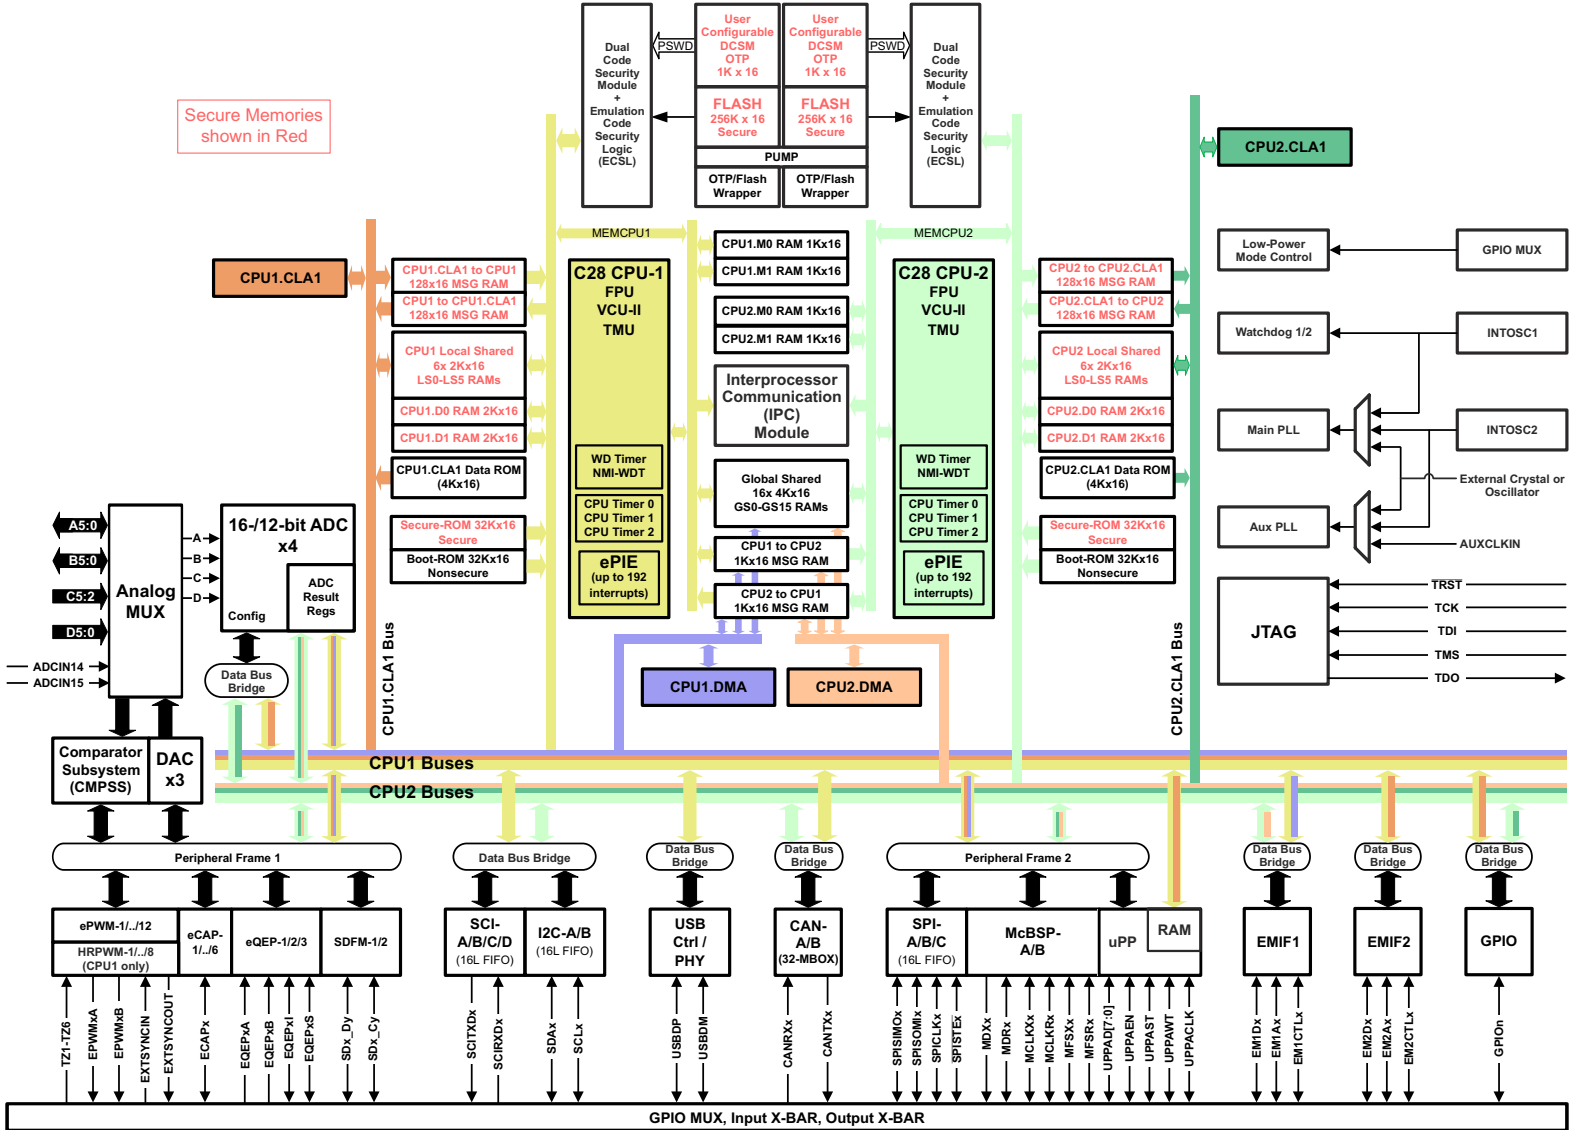 User
Configurable
DCSM
OTP
1K x 16
User
Configurable
DCSM
OTP
1K x 16
PSWD
PSWD
Dual
Code
Security
Module
+
Emulation
Code
Security
Logic
(ECSL)
Dual
Code
Security
Module
+
Emulation
Code
Security
Logic
(ECSL)
FLASH
256K x 16
Secure
FLASH
256K x 16
Secure
PUMP
OTP/Flash
Wrapper
OTP/Flash
Wrapper
Secure Memories
shown in Red
CPU2.CLA1
MEMCPU1
MEMCPU2
CPU1.CLA1
CPU1.CLA1 to CPU1
128x16 MSG RAM
CPU1 to CPU1.CLA1
128x16 MSG RAM
CPU1 Local Shared
6x 2Kx16
LS0-LS5 RAMs
CPU1.D0 RAM 2Kx16
CPU1.D1 RAM 2Kx16
CPU1.CLA1 Data ROM
(4Kx16)
Secure-ROM 32Kx16
Secure
Boot-ROM 32Kx16
Nonsecure
C28 CPU-1
FPU
VCU-II
TMU
WD Timer
NMI-WDT
CPU Timer 0
CPU Timer 1
CPU Timer 2
ePIE
(up to 192
interrupts)
CPU1.M0 RAM 1Kx16
CPU1.M1 RAM 1Kx16
CPU2.M0 RAM 1Kx16
CPU2.M1 RAM 1Kx16
Interprocessor
Communication
(IPC)
Module
Global Shared
16x 4Kx16
GS0-GS15 RAMs
CPU1 to CPU2
1Kx16 MSG RAM
CPU2 to CPU1
1Kx16 MSG RAM
C28 CPU-2
FPU
VCU-II
TMU
WD Timer
NMI-WDT
CPU Timer 0
CPU Timer 1
CPU Timer 2
ePIE
(up to 192
interrupts)
CPU2 to CPU2.CLA1
128x16 MSG RAM
CPU2.CLA1 to CPU2
128x16 MSG RAM
CPU2 Local Shared
6x 2Kx16
LS0-LS5 RAMs
CPU2.D0 RAM 2Kx16
CPU2.D1 RAM 2Kx16
CPU2.CLA1 Data ROM
(4Kx16)
Secure-ROM 32Kx16
Secure
Boot-ROM 32Kx16
Nonsecure
Low-Power
Mode Control
GPIO MUX
Watchdog 1/2
INTOSC1
Main PLL
INTOSC2
External Crystal or
Oscillator
Aux PLL
AUXCLKIN
JTAG
TRST
TCK
TDI
TMS
TDO
A5:0
B5:0
C5:2
D5:0
ADCIN14
ADCIN15
Analog
MUX
A
B
C
D
16-/12-bit ADC
x4
Config
ADC
Result
Regs
Data Bus
Bridge
CPU1.CLA1 Bus
CPU2.CLA1 Bus
CPU1.DMA
CPU2.DMA
Comparator
Subsystem
(CMPSS)
DAC
x3
CPU1 Buses
CPU2 Buses
Peripheral Frame 1
Data Bus Bridge
Data Bus
Bridge
Data Bus
Bridge
Peripheral Frame 2
Data Bus
Bridge
Data Bus
Bridge
Data Bus
Bridge
ePWM-1/../12
HRPWM-1/../8
(CPU1 only)
eCAP-
1/../6
eQEP-1/2/3
SDFM-1/2
SCI-
A/B/C/D
(16L FIFO)
I2C-A/B
(16L FIFO)
USB
Ctrl /
PHY
CAN-
A/B
(32-MBOX)
SPI-
A/B/C
(16L FIFO)
McBSP-
A/B
uPP
RAM
EMIF1
EMIF2
GPIO
TZ1-TZ6
EPWMxA
EPWMxB
EXTSYNCIN
EXTSYNCOUT
ECAPx
EQEPxA
EQEPxB
EQEPxI
EQEPxS
SDx_Dy
SDx_Cy
SCITXDx
SCIRXDx
SDAx
SCLx
USBDP
USBDM
CANRXx
CANTXx
SPISIMOx
SPISOMIx
SPICLKx
SPISTEx
MDXx
MDRx
MCLKXx
MCLKRx
MFSXx
MFSRx
UPPAD[7:0]
UPPAEN
UPPAST
UPPAWT
UPPACLK
EM1Dx
EM1Ax
EM1CTLx
EM2Dx
EM2Ax
EM2CTLx
GPIOn
GPIO MUX, Input X-BAR, Output X-BAR